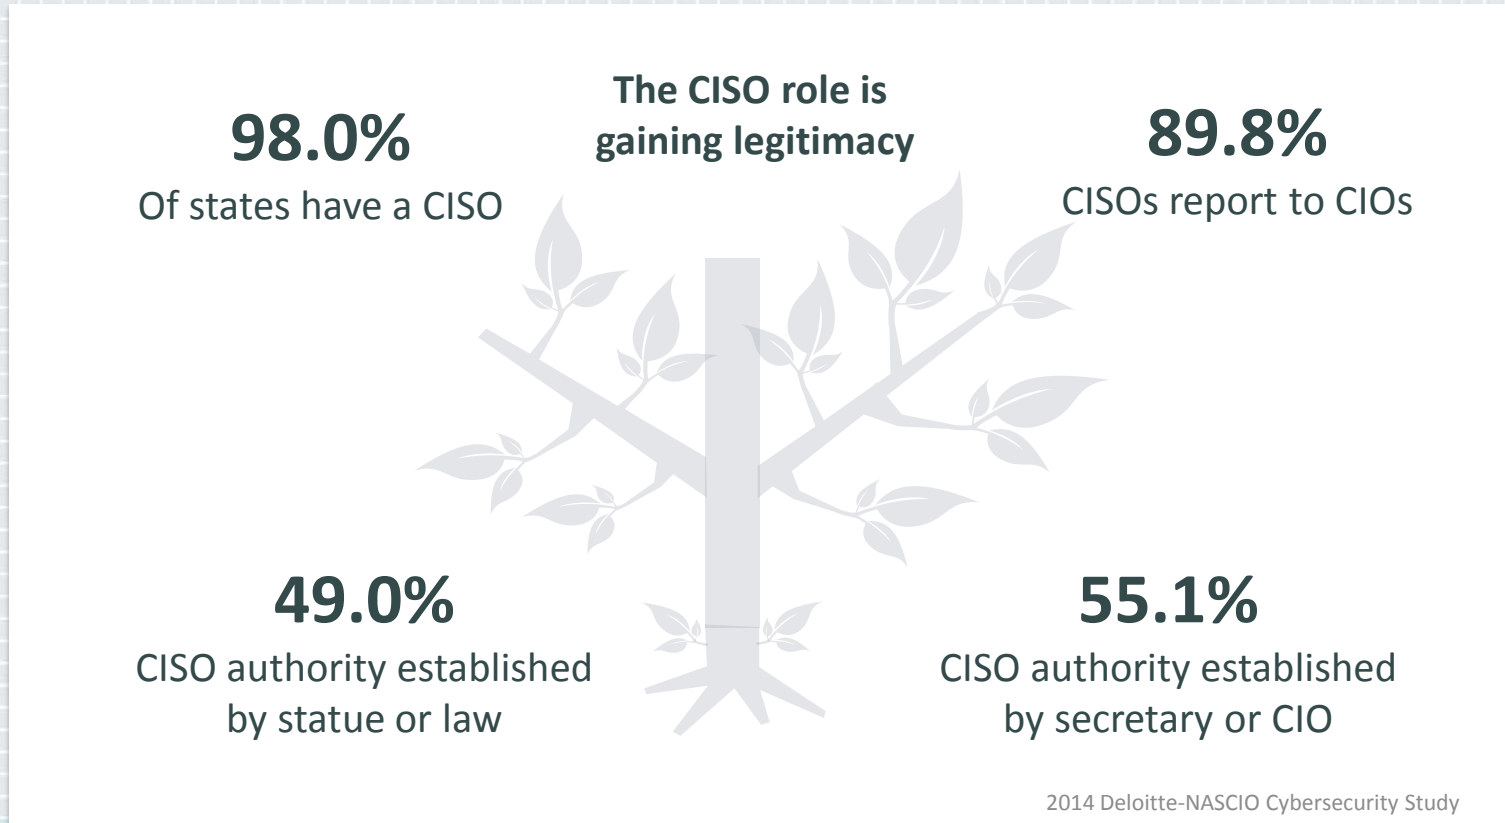 The CISO role is
gaining legitimacy
98.0%
Of states have a CISO
89.8%
CISOs report to CIOs
49.0%
CISO authority established
by statue or law
55.1%
CISO authority established
by secretary or CIO
2014 Deloitte-NASCIO Cybersecurity Study